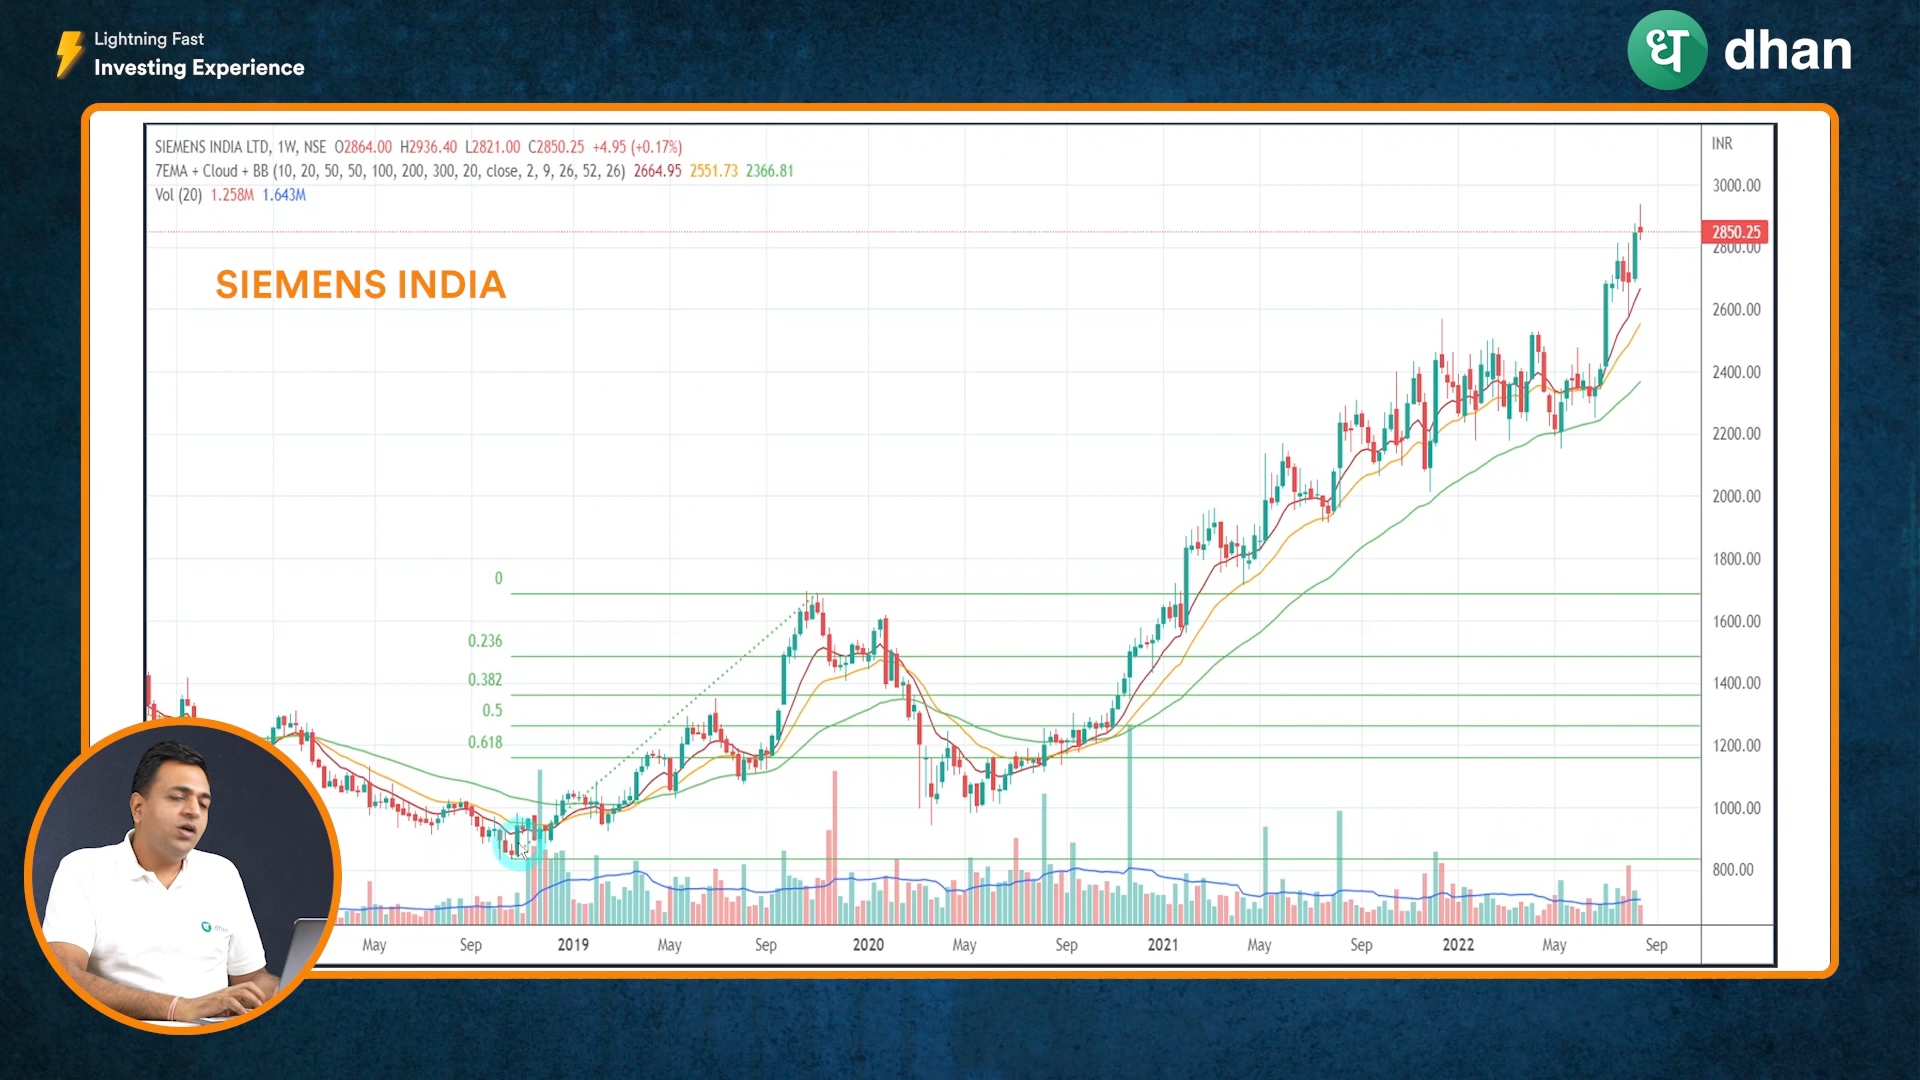 Lightning Fast
Investing Experience
ध dhan
SIEMENS INDIA LTD, 1W, NSE O2864.00 H2936.40 L2821.00 C2850.25 +4.95 (+0.17%)
7EMA + Cloud + BB (10, 20, 50, 50, 100, 200, 300, 20, close, 2, 9, 26, 52, 26) 2664.95 2551.73 2366.81
Vol (20) 1.258M 1.643M
INR
3000.00
2850.25
2800.00
SIEMENS INDIA
2600.00
2400.00
2200.00
2000.00
1800.00
0
1600.00
0.236
0.382
1400.00
0.5
0.618
1200.00
1000.00
800.00
dhan
May Sep 2019 May Sep 2020 May Sep 2021 May Sep 2022 May Sep